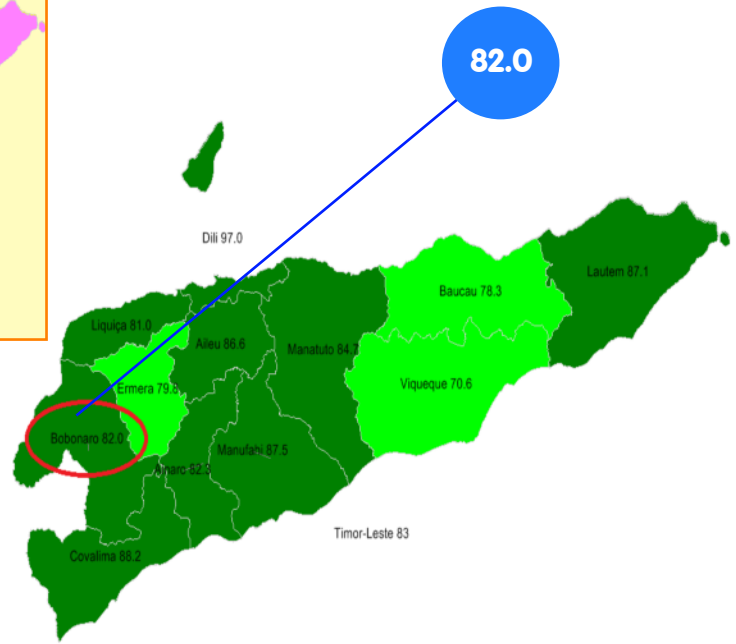 82.0
Dili 97.0
Lautem 87.1
Baucau 78.3
Liquiça 81.0
Aileu 86.6
Manatuto 84.7
Ermera 79.8
Viqueque 70.6
Bobonaro 82.0
Manufahi 87.5
Ainaro 82.3
Timor-Leste 83
Covalima 88.2